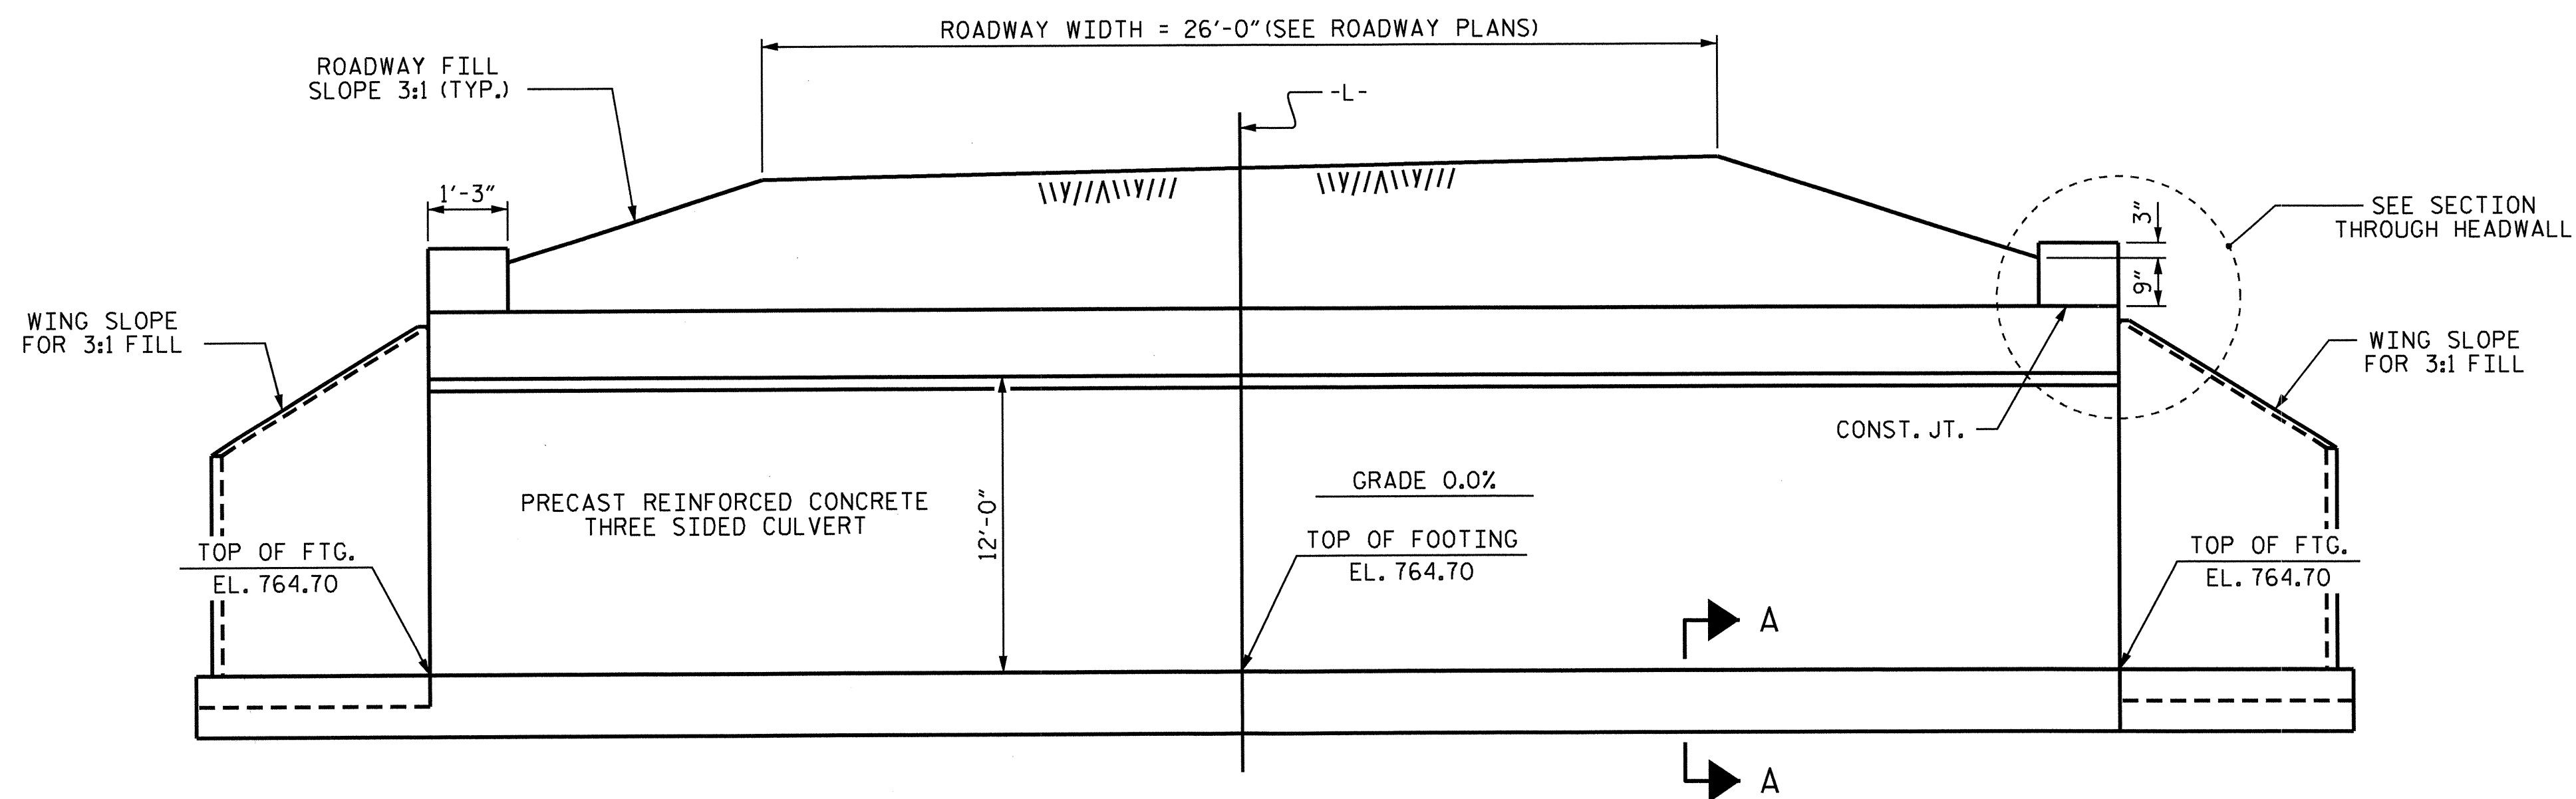 ROADWAY WIDTH = 26'-0" (SEE ROADWAY PLANS)
ROADWAY FILL
SLOPE 3:1 (TYP.)
-L-
1'-3"
3"
9"
SEE SECTION
THROUGH HEADWALL
WING SLOPE
FOR 3:1 FILL
WING SLOPE
FOR 3:1 FILL
CONST. JT.
PRECAST REINFORCED CONCRETE
THREE SIDED CULVERT
12'-0"
GRADE 0.0%
TOP OF FTG.
EL. 764.70
TOP OF FOOTING
EL. 764.70
TOP OF FTG.
EL. 764.70
A
A